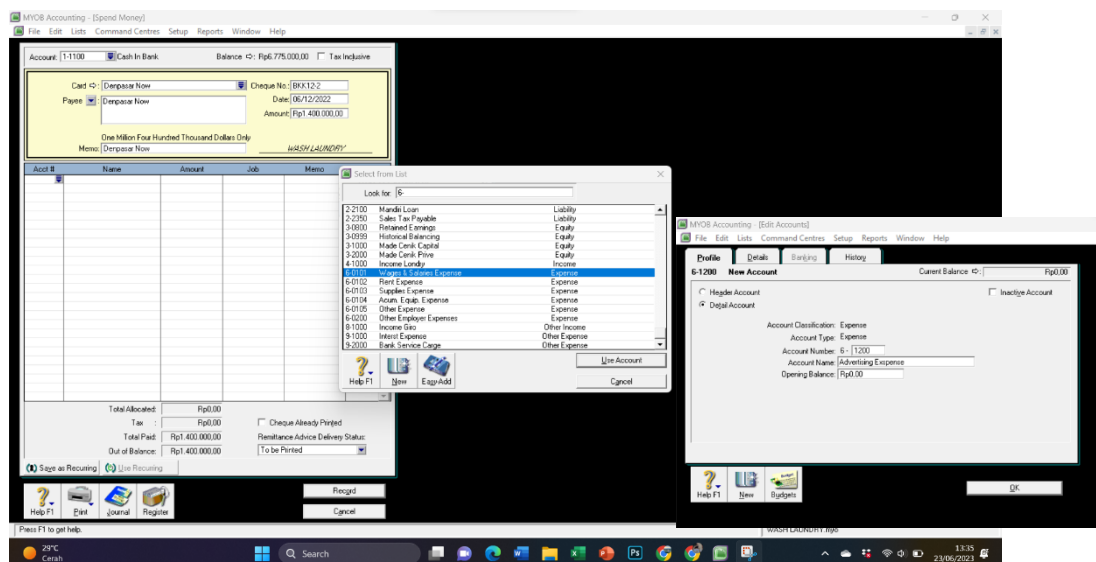 MYOB Accounting - [Spend Money]
File Edit Lists Command Centres Setup Reports Window Help
Account: 1-1100 Cash In Bank Balance ⇨: Rp6.775.000,00 Tax Inclusive
Card ⇨: Denpasar Now Cheque No.: BKK12-2
Payee : Denpasar Now Date: 06/12/2022
Amount: Rp1.400.000,00
One Million Four Hundred Thousand Dollars Only
Memo: Denpasar Now WASH LAUNDRY
Acct # Name Amount Job Memo
Total Allocated: Rp0,00
Tax : Rp0,00 Cheque Already Printed
Total Paid: Rp1.400.000,00 Remittance Advice Delivery Status:
Out of Balance: Rp1.400.000,00 To be Printed
Save as Recurring Use Recurring
Help F1 Print Journal Register
Record
Cancel
Press F1 to get help.
WASH LAUNDRY.myo
Select from List
Look for: 6-
2-2100 Mandiri Loan Liability
2-2350 Sales Tax Payable Liability
3-0800 Retained Earnings Equity
3-0999 Historical Balancing Equity
3-1000 Made Cenik Capital Equity
3-2000 Made Cenik Prive Equity
4-1000 Income Londiy Income
6-0101 Wages & Salaries Expense Expense
6-0102 Rent Expense Expense
6-0103 Supplies Expense Expense
6-0104 Acum. Equip. Expense Expense
6-0105 Other Expense Expense
6-0200 Other Employer Expenses Expense
8-1000 Income Giro Other Income
9-1000 Interst Expense Other Expense
9-2000 Bank Service Carge Other Expense
Help F1 New Easy-Add
Use Account
Cancel
MYOB Accounting - [Edit Accounts]
File Edit Lists Command Centres Setup Reports Window Help
Profile Details Banking History
6-1200 New Account Current Balance ⇨: Rp0,00
Header Account Inactive Account
Detail Account
Account Classification: Expense
Account Type: Expense
Account Number: 6 - 1200
Account Name: Advertising Exspense
Opening Balance: Rp0,00
Help F1 New Budgets
OK
29°C
Cerah
Search
13:35
23/06/2023